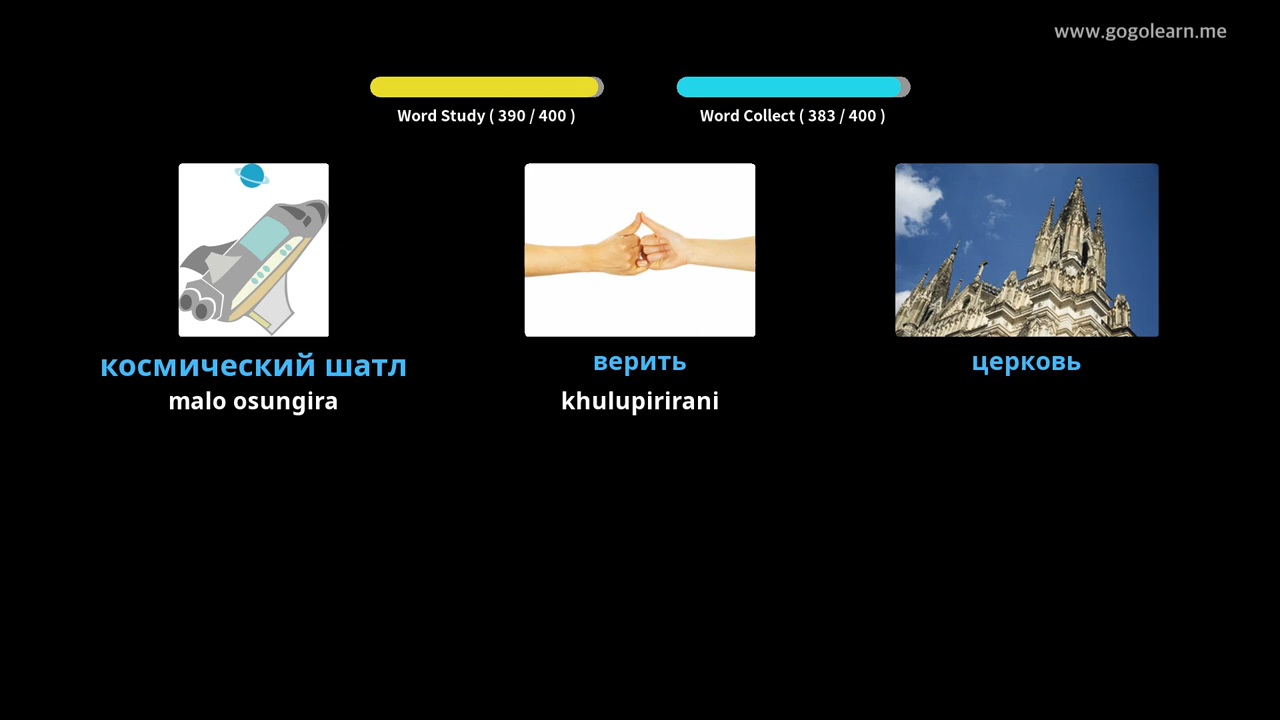 www.gogolearn.me
Word Study ( 390 / 400 )
Word Collect ( 383 / 400 )
космический шатл
верить
церковь
malo osungira
khulupirirani